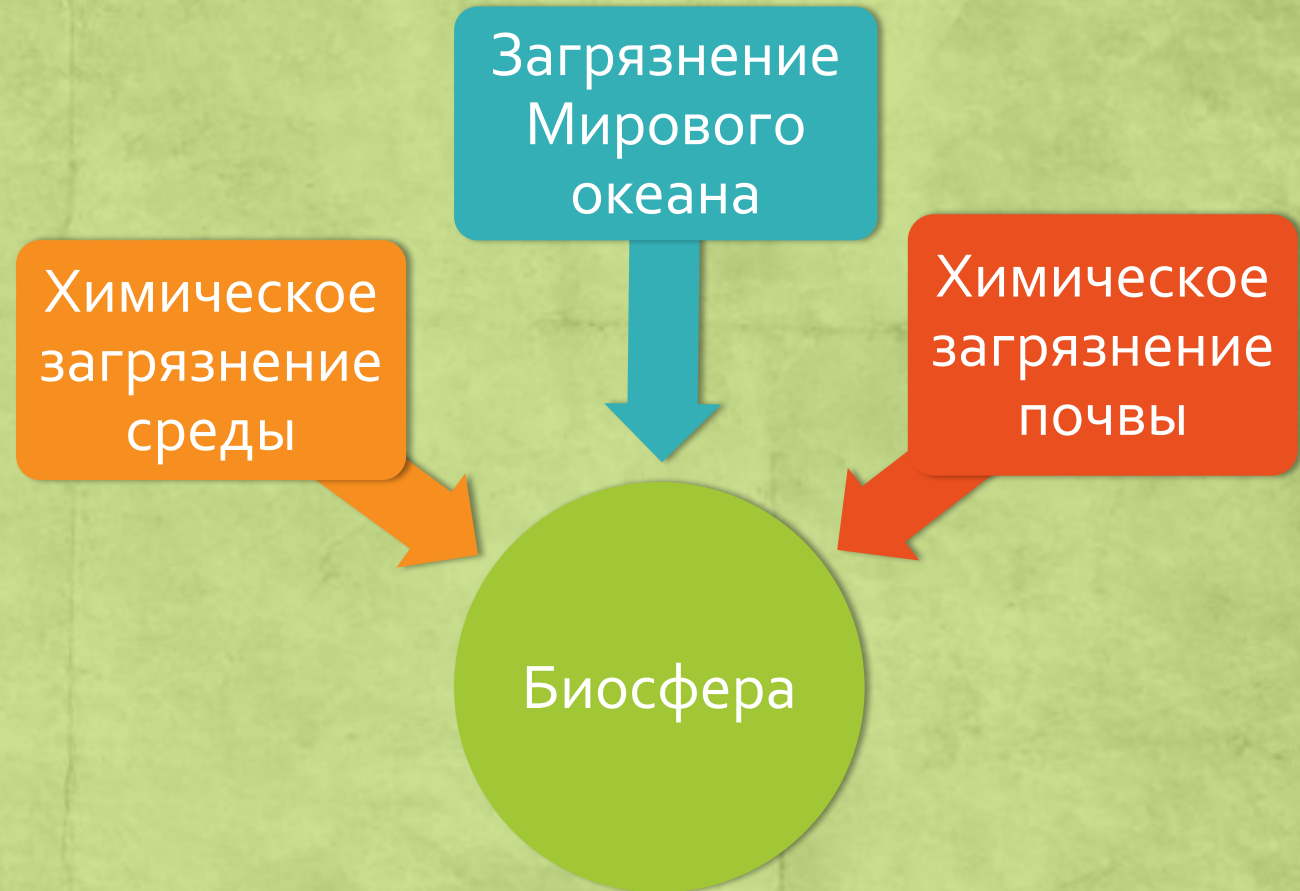 Загрязнение
Мирового
океана
Химическое
загрязнение
среды
Химическое
загрязнение
почвы
Биосфера